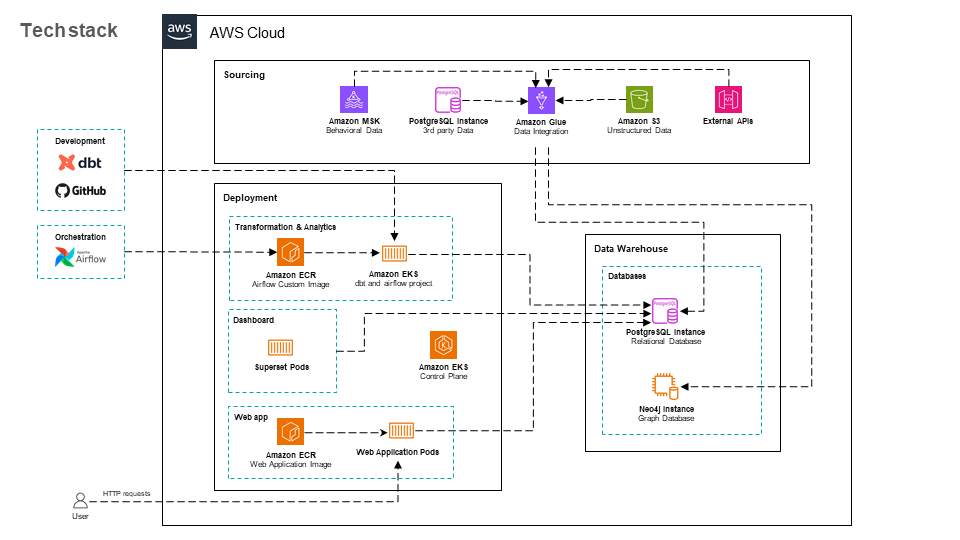 Techstack
aws
AWS Cloud
Sourcing
Amazon MSK
Behavioral Data
PostgreSQL
PostgreSQL Instance
3rd party Data
Amazon Glue
Data Integration
Amazon S3
Unstructured Data
External APIs
Development
dbt
GitHub
Orchestration
Apache
Airflow
Deployment
Transformation & Analytics
Amazon ECR
Airflow Custom Image
Amazon EKS
dbt and airflow project
Dashboard
Superset Pods
Amazon EKS
Control Plane
Web app
Amazon ECR
Web Application Image
Web Application Pods
Data Warehouse
Databases
PostgreSQL
PostgreSQL Instance
Relational Database
Neo4j Instance
Graph Database
HTTP requests
User